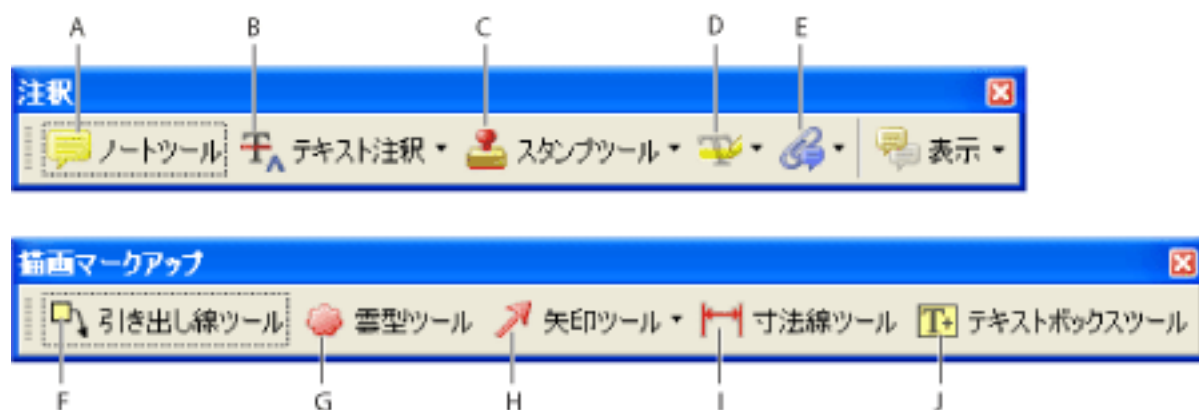 A B C D E
注釈
ノートツール テキスト注釈 スタンプツール 表示
描画マークアップ
引き出し線ツール 雲型ツール 矢印ツール 寸法線ツール テキストボックスツール
F G H I J